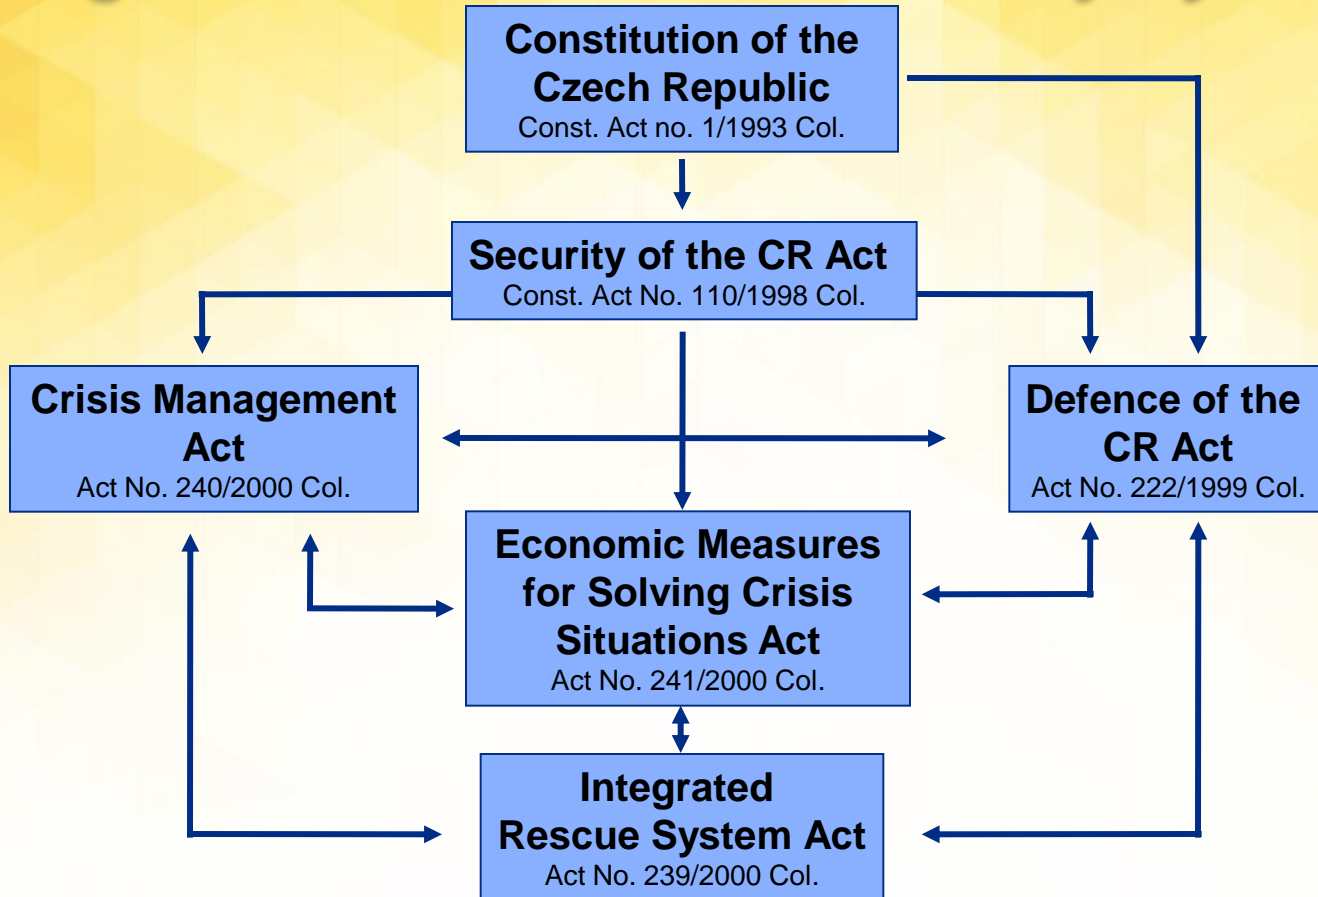 Constitution of the
Czech Republic
Const. Act no. 1/1993 Col.
Security of the CR Act
Const. Act No. 110/1998 Col.
Crisis Management
Act
Act No. 240/2000 Col.
Defence of the
CR Act
Act No. 222/1999 Col.
Economic Measures
for Solving Crisis
Situations Act
Act No. 241/2000 Col.
Integrated
Rescue System Act
Act No. 239/2000 Col.